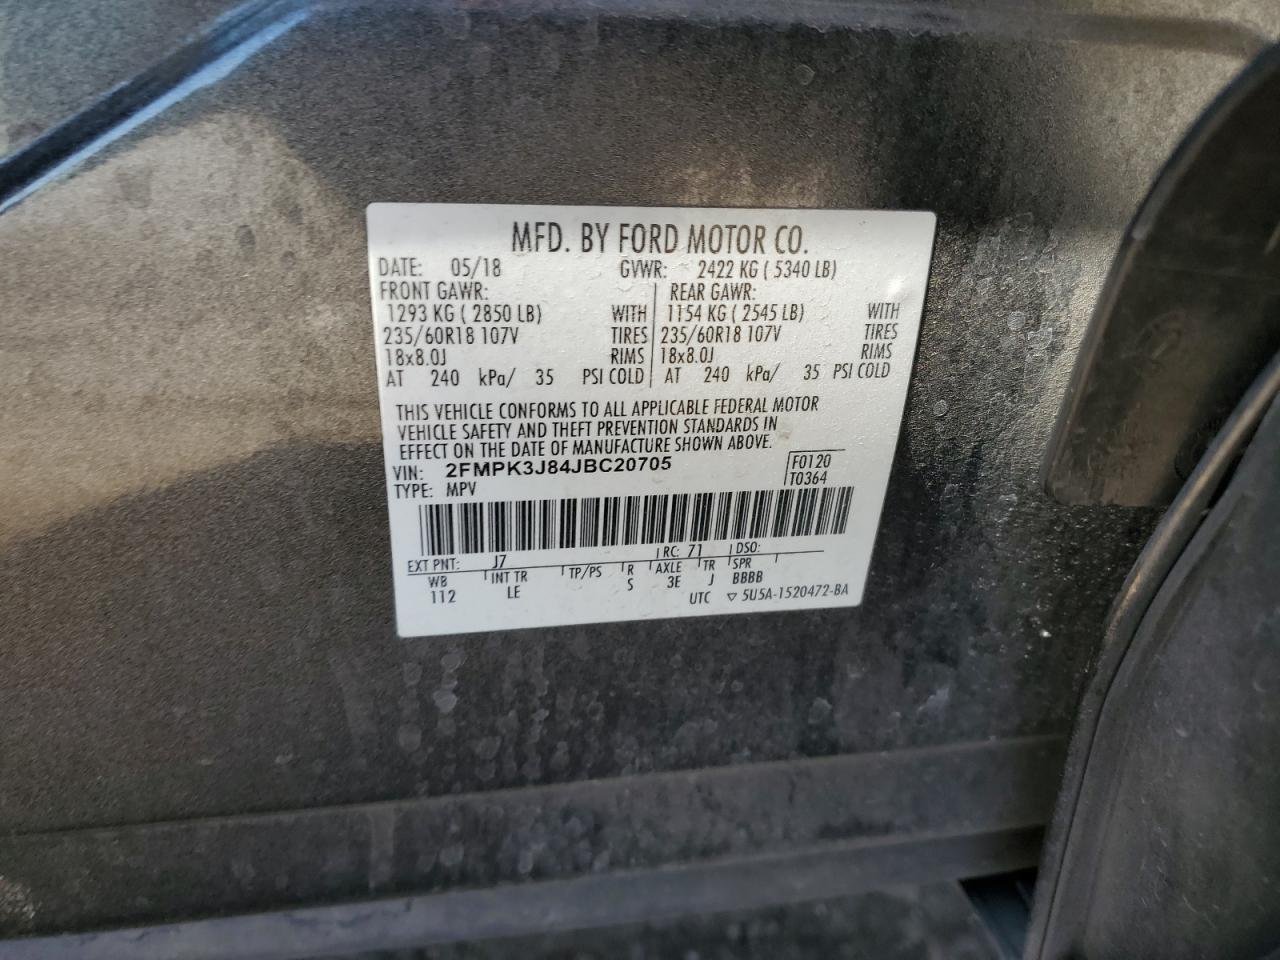 MFD. BY FORD MOTOR CO.
DATE: 05/18 GVWR: 2422 KG ( 5340 LB)
FRONT GAWR: REAR GAWR:
1293 KG ( 2850 LB) WITH 1154 KG ( 2545 LB) WITH
235/60R18 107V TIRES 235/60R18 107V TIRES
18x8.0J RIMS 18x8.0J RIMS
AT 240 kPa/ 35 PSI COLD AT 240 kPa/ 35 PSI COLD
THIS VEHICLE CONFORMS TO ALL APPLICABLE FEDERAL MOTOR
VEHICLE SAFETY AND THEFT PREVENTION STANDARDS IN
EFFECT ON THE DATE OF MANUFACTURE SHOWN ABOVE.
VIN: 2FMPK3J84JBC20705 F0120
TYPE: MPV T0364
EXT PNT: J7 RC: 71 DSO:
WB INT TR TP/PS R AXLE TR SPR
112 LE S 3E J BBBB
UTC ▽ 5U5A-1520472-BA